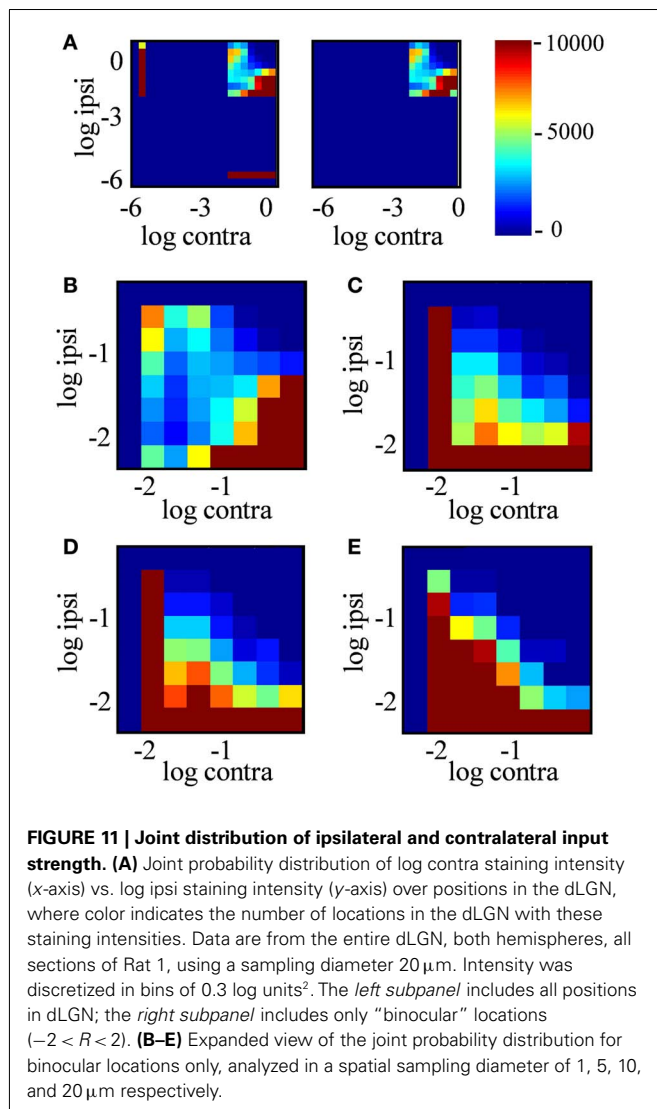 A
0
-3
-6
log ipsi
-6 -3 0
log contra
-6 -3 0
log contra
- 10000
- 5000
- 0
B
log ipsi
-1
-2
-2 -1
log contra
C
log ipsi
-1
-2
-2 -1
log contra
D
log ipsi
-1
-2
-2 -1
log contra
E
log ipsi
-1
-2
-2 -1
log contra
FIGURE 11 | Joint distribution of ipsilateral and contralateral input
strength. (A) Joint probability distribution of log contra staining intensity
(x-axis) vs. log ipsi staining intensity (y-axis) over positions in the dLGN,
where color indicates the number of locations in the dLGN with these
staining intensities. Data are from the entire dLGN, both hemispheres, all
sections of Rat 1, using a sampling diameter 20 μm. Intensity was
discretized in bins of 0.3 log units². The left subpanel includes all positions
in dLGN; the right subpanel includes only “binocular” locations
(−2 < R < 2). (B–E) Expanded view of the joint probability distribution for
binocular locations only, analyzed in a spatial sampling diameter of 1, 5, 10,
and 20 μm respectively.